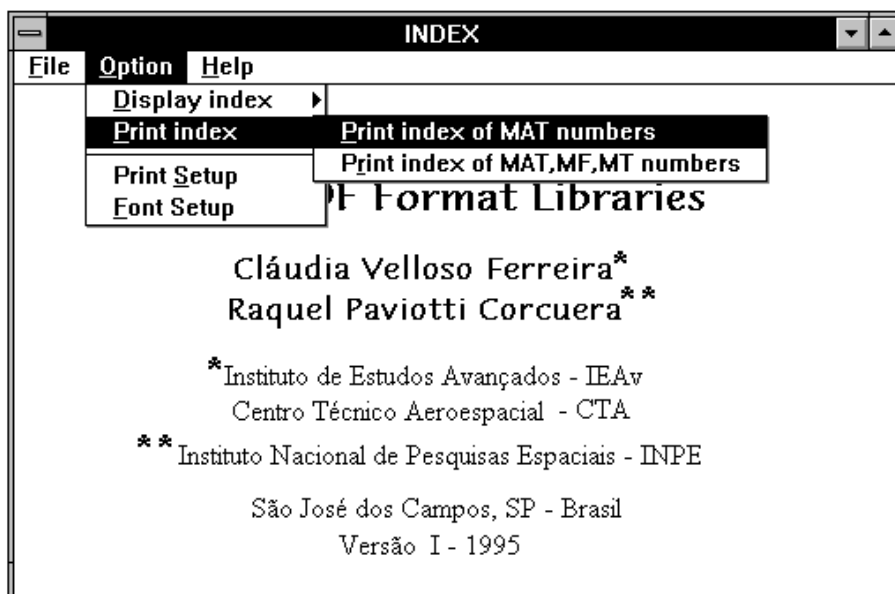 INDEX
File Option Help
Display index
Print index
Print Setup
Font Setup
Print index of MAT numbers
Print index of MAT,MF,MT numbers
Format Libraries
Cláudia Velloso Ferreira*
Raquel Paviotti Corcuera**
*Instituto de Estudos Avançados - IEAv
Centro Técnico Aeroespacial - CTA
**Instituto Nacional de Pesquisas Espaciais - INPE
São José dos Campos, SP - Brasil
Versão I - 1995